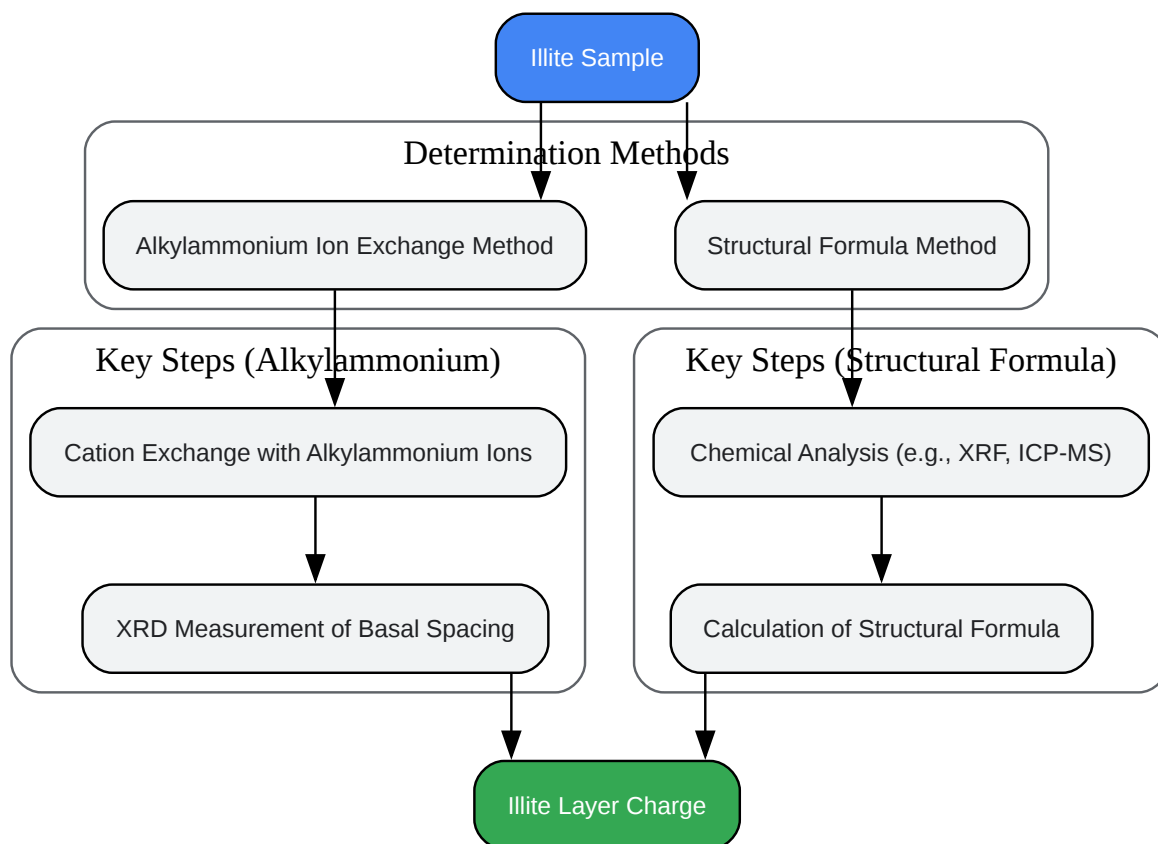 Illite Sample
Determination Methods
Alkylammonium Ion Exchange Method
Structural Formula Method
Key Steps (Alkylammonium)
Key Steps (Structural Formula)
Cation Exchange with Alkylammonium Ions
Chemical Analysis (e.g., XRF, ICP-MS)
XRD Measurement of Basal Spacing
Calculation of Structural Formula
Illite Layer Charge